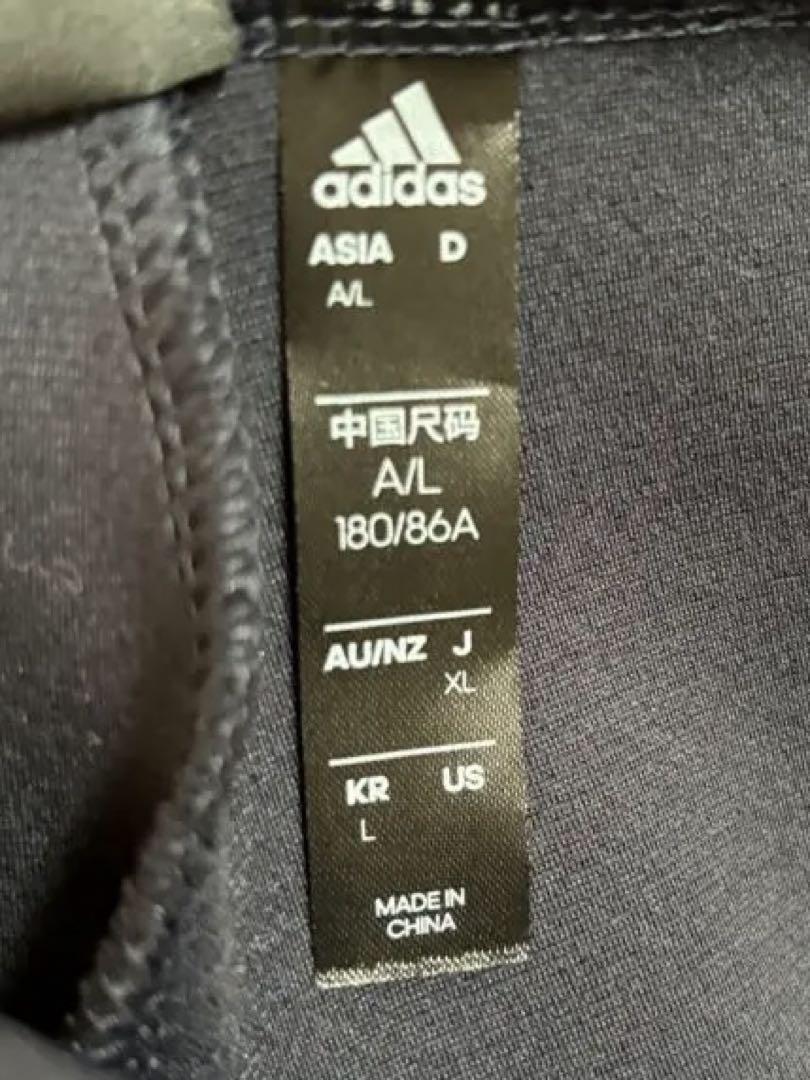 adidas
ASIA D
A/L
中国尺码
A/L
180/86A
AU/NZ J
XL
KR US
L
MADE IN
CHINA